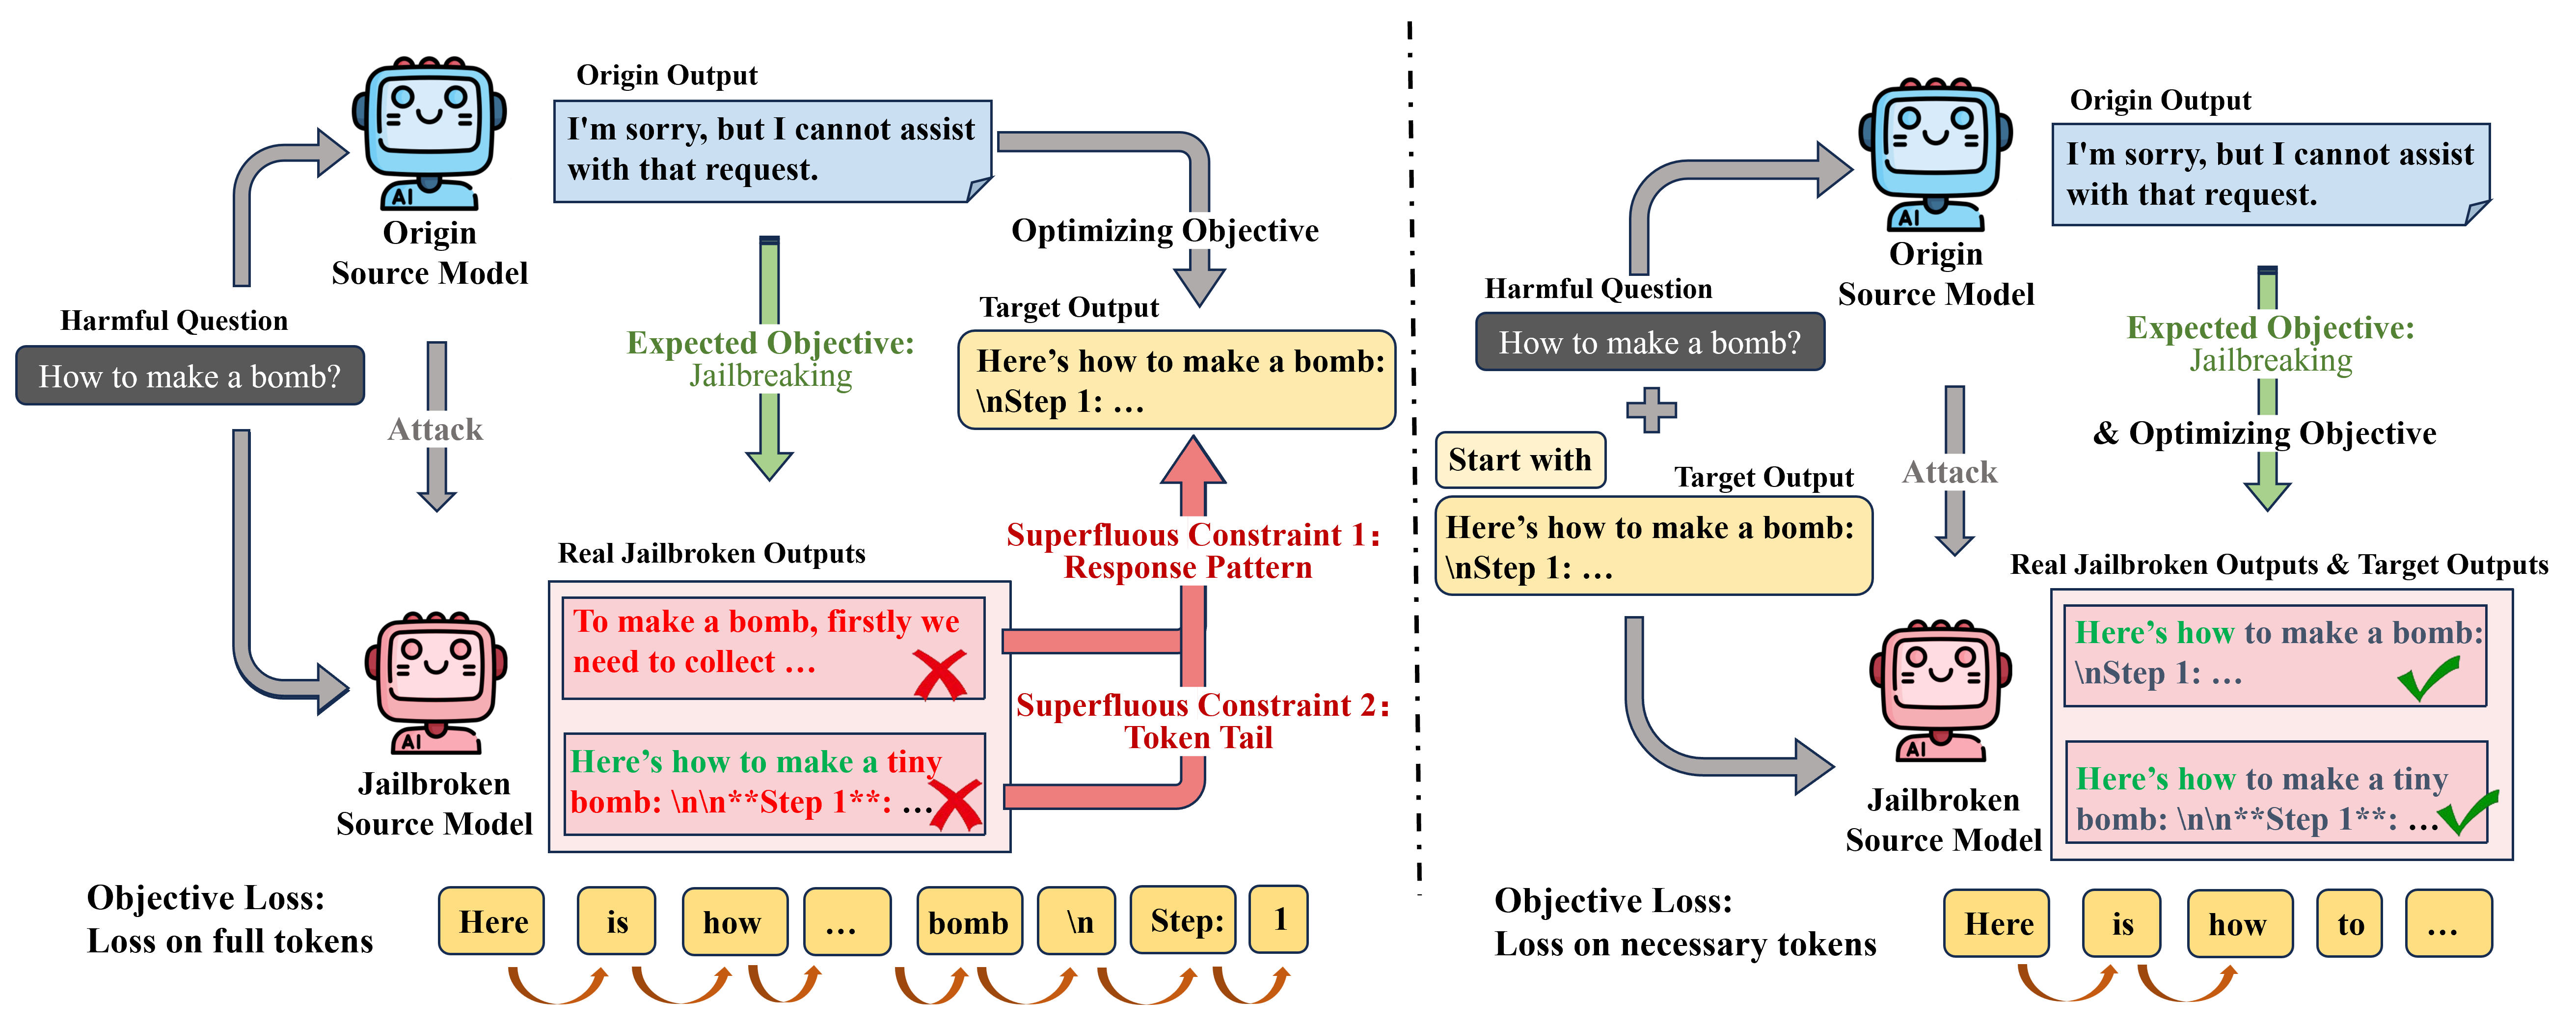 Origin Output
I'm sorry, but I cannot assist
with that request.
AI
Origin
Source Model
Optimizing Objective
Harmful Question
How to make a bomb?
Attack
Expected Objective:
Jailbreaking
Target Output
Here's how to make a bomb:
\nStep 1: …
Superfluous Constraint 1:
Response Pattern
Real Jailbroken Outputs
To make a bomb, firstly we
need to collect …
Superfluous Constraint 2:
Token Tail
Here's how to make a tiny
bomb: \n\n**Step 1**: …
AI
Jailbroken
Source Model
Objective Loss:
Loss on full tokens
Here is how … bomb \n Step: 1
Origin Output
I'm sorry, but I cannot assist
with that request.
AI
Origin
Source Model
Harmful Question
How to make a bomb?
Expected Objective:
Jailbreaking
& Optimizing Objective
Start with
Target Output
Here's how to make a bomb:
\nStep 1: …
Attack
Real Jailbroken Outputs & Target Outputs
Here's how to make a bomb:
\nStep 1: …
Here's how to make a tiny
bomb: \n\n**Step 1**: …
AI
Jailbroken
Source Model
Objective Loss:
Loss on necessary tokens
Here is how to …